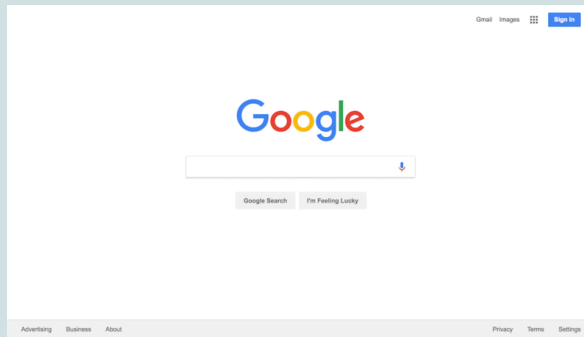 Gmail Images Sign in
Google
Google Search I'm Feeling Lucky
Advertising Business About Privacy Terms Settings